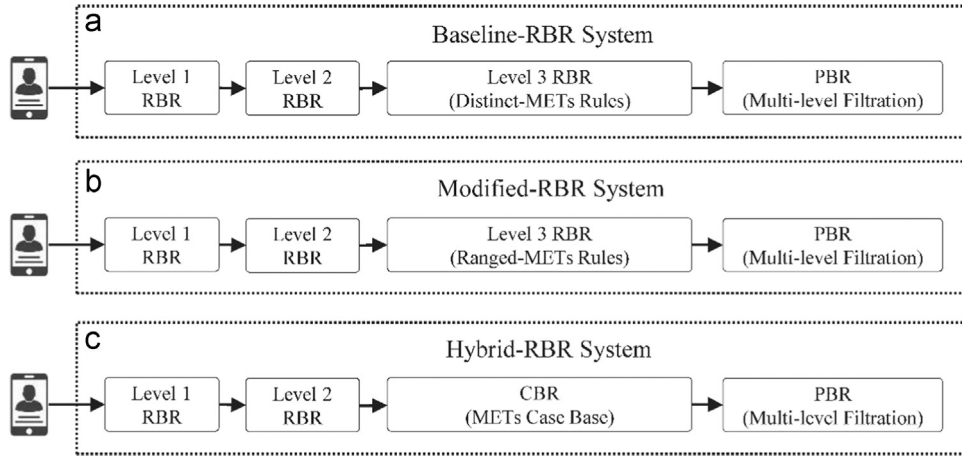 a
Baseline-RBR System
Level 1
RBR
Level 2
RBR
Level 3 RBR
(Distinct-METs Rules)
PBR
(Multi-level Filtration)
b
Modified-RBR System
Level 1
RBR
Level 2
RBR
Level 3 RBR
(Ranged-METs Rules)
PBR
(Multi-level Filtration)
c
Hybrid-RBR System
Level 1
RBR
Level 2
RBR
CBR
(METs Case Base)
PBR
(Multi-level Filtration)